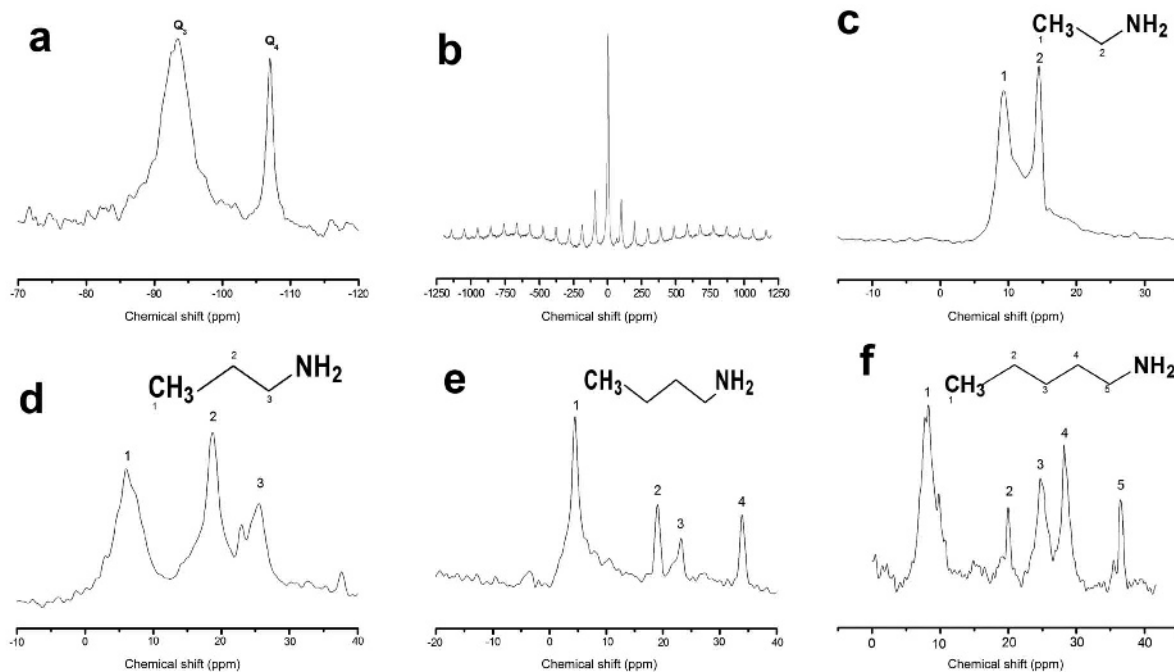 a
Q3
Q4
-70 -80 -90 -100 -110 -120
Chemical shift (ppm)
b
-1250 -1000 -750 -500 -250 0 250 500 750 1000 1250
Chemical shift (ppm)
c
CH3 NH2
1 2
1 2
-10 0 10 20 30
Chemical shift (ppm)
d
2
CH3 NH2
1 3
1 2 3
-10 0 10 20 30 40
Chemical shift (ppm)
e
CH3 NH2
1 2 3 4
-20 -10 0 10 20 30 40
Chemical shift (ppm)
f
2 4
CH3 NH2
1 3 5
1 2 3 4 5
0 10 20 30 40
Chemical shift (ppm)